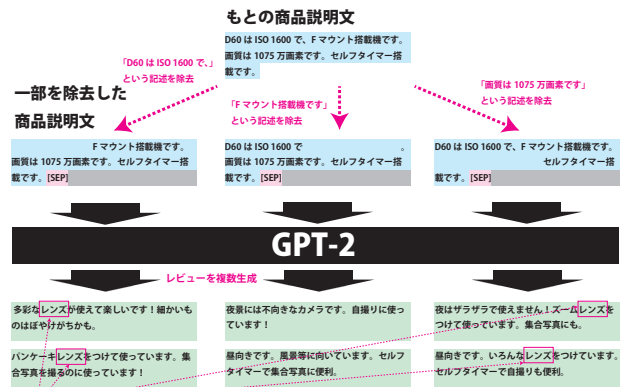 もとの商品説明文
D60 は ISO 1600 で、F マウント搭載機です。
画質は 1075 万画素です。セルフタイマー搭
載です。
「D60 は ISO 1600 で、」
という記述を除去
「F マウント搭載機です」
という記述を除去
「画質は 1075 万画素です」
という記述を除去
一部を除去した
商品説明文
F マウント搭載機です。
画質は 1075 万画素です。セルフタイマー搭
載です。[SEP]
D60 は ISO 1600 で 。
画質は 1075 万画素です。セルフタイマー搭
載です。[SEP]
D60 は ISO 1600 で、F マウント搭載機です。
セルフタイマー搭
載です。[SEP]
GPT-2
レビューを複数生成
多彩なレンズが使えて楽しいです！細かいも
のはぼやけがちかも。
夜景には不向きなカメラです。自撮りに使っ
ています！
夜はザラザラで使えません！ズームレンズを
つけて使っています。集合写真にも。
パンケーキレンズをつけて使っています。集
合写真を撮るのに使っています！
昼向きです。風景等に向いています。セルフ
タイマーで集合写真に便利。
昼向きです。いろんなレンズをつけています。
セルフタイマーで自撮りも便利。